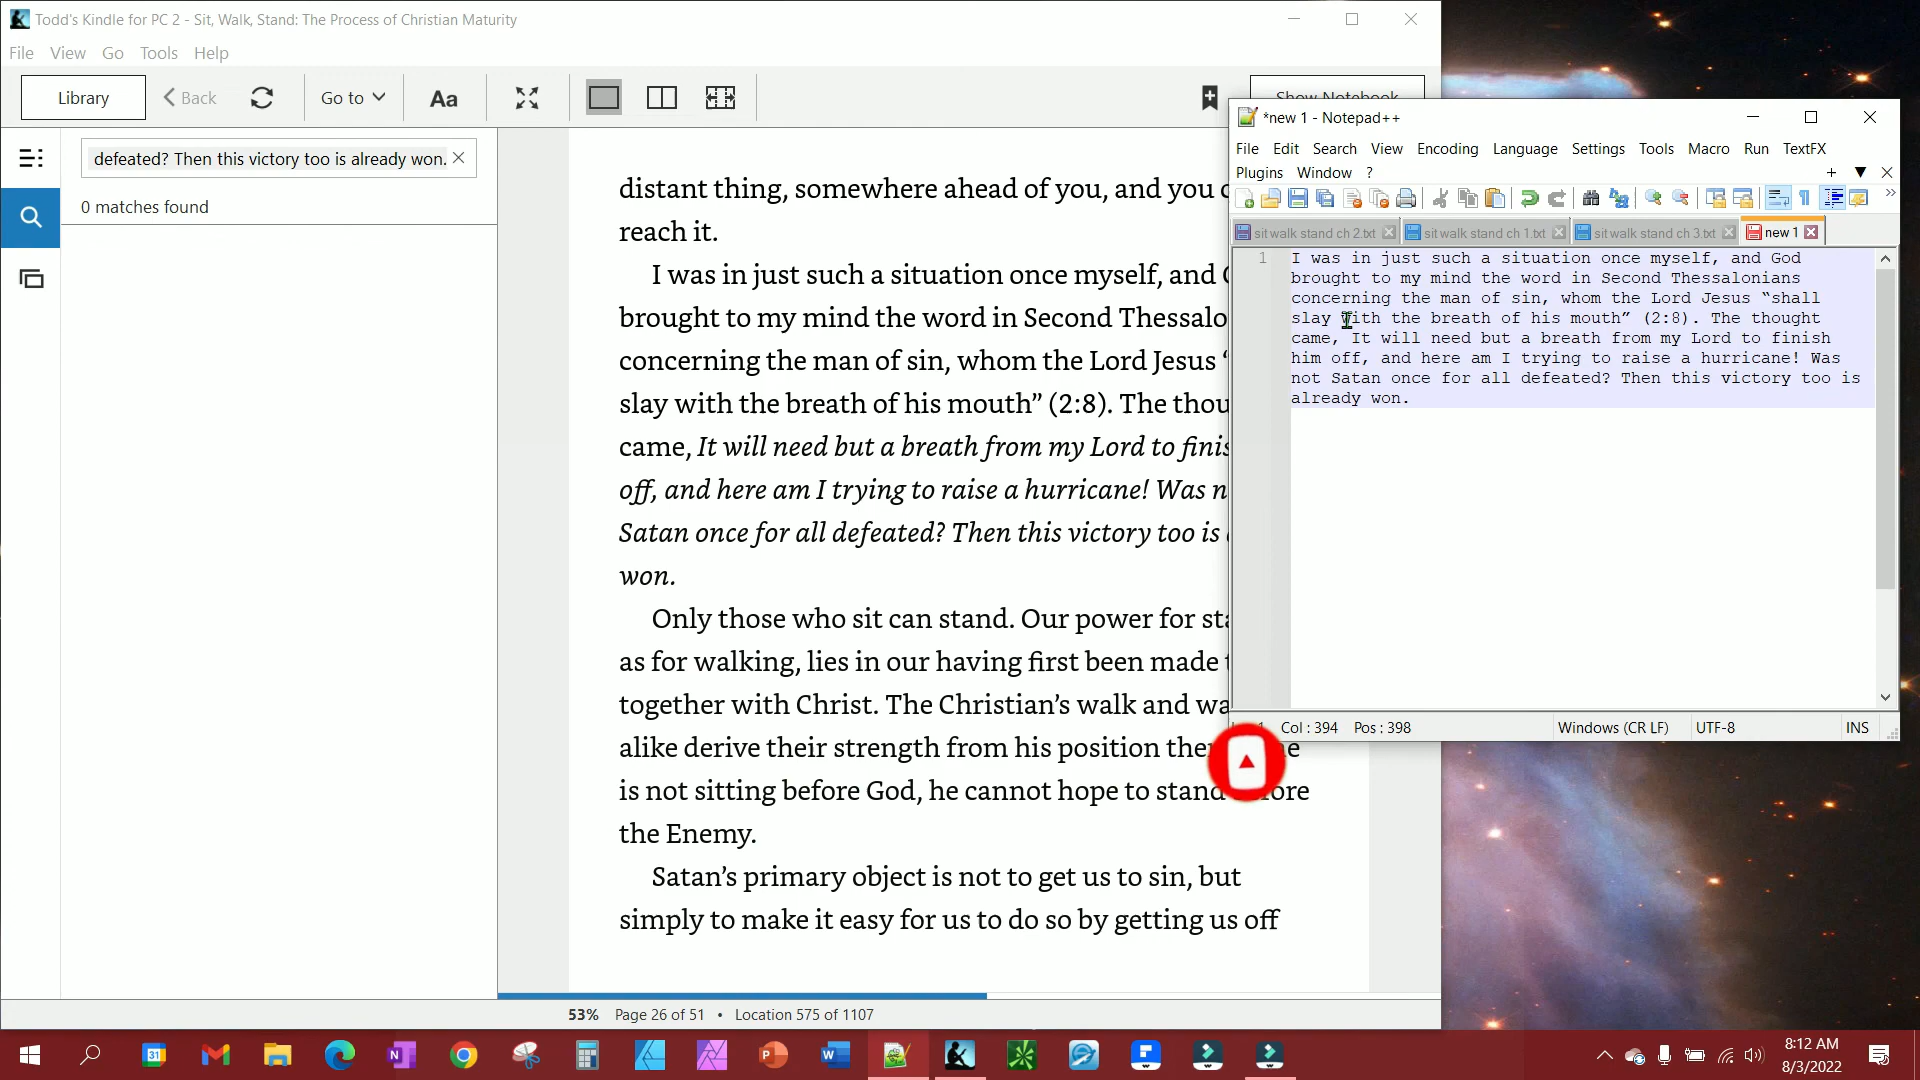 Todd's Kindle for PC 2 - Sit, Walk, Stand: The Process of Christian Maturity
File View Go Tools Help
Library
Back
Go to
Aa
Show Notebook
defeated? Then this victory too is already won.
0 matches found
distant thing, somewhere ahead of you, and you
reach it.
I was in just such a situation once myself, and
brought to my mind the word in Second Thessalo
concerning the man of sin, whom the Lord Jesus “
slay with the breath of his mouth” (2:8). The thou
came, It will need but a breath from my Lord to finis
off, and here am I trying to raise a hurricane! Was n
Satan once for all defeated? Then this victory too is
won.
Only those who sit can stand. Our power for sta
as for walking, lies in our having first been made
together with Christ. The Christian’s walk and wa
alike derive their strength from his position
is not sitting before God, he cannot hope to stand
the Enemy.
Satan’s primary object is not to get us to sin, but
simply to make it easy for us to do so by getting us off
53% Page 26 of 51 • Location 575 of 1107
*new 1 - Notepad++
File Edit Search View Encoding Language Settings Tools Macro Run TextFX
Plugins Window ?
sit walk stand ch 2.txt sit walk stand ch 1.txt sit walk stand ch 3.txt new 1
1
I was in just such a situation once myself, and God
brought to my mind the word in Second Thessalonians
concerning the man of sin, whom the Lord Jesus “shall
slay with the breath of his mouth” (2:8). The thought
came, It will need but a breath from my Lord to finish
him off, and here am I trying to raise a hurricane! Was
not Satan once for all defeated? Then this victory too is
already won.
Col : 394 Pos : 398 Windows (CR LF) UTF-8 INS
8:12 AM
8/3/2022